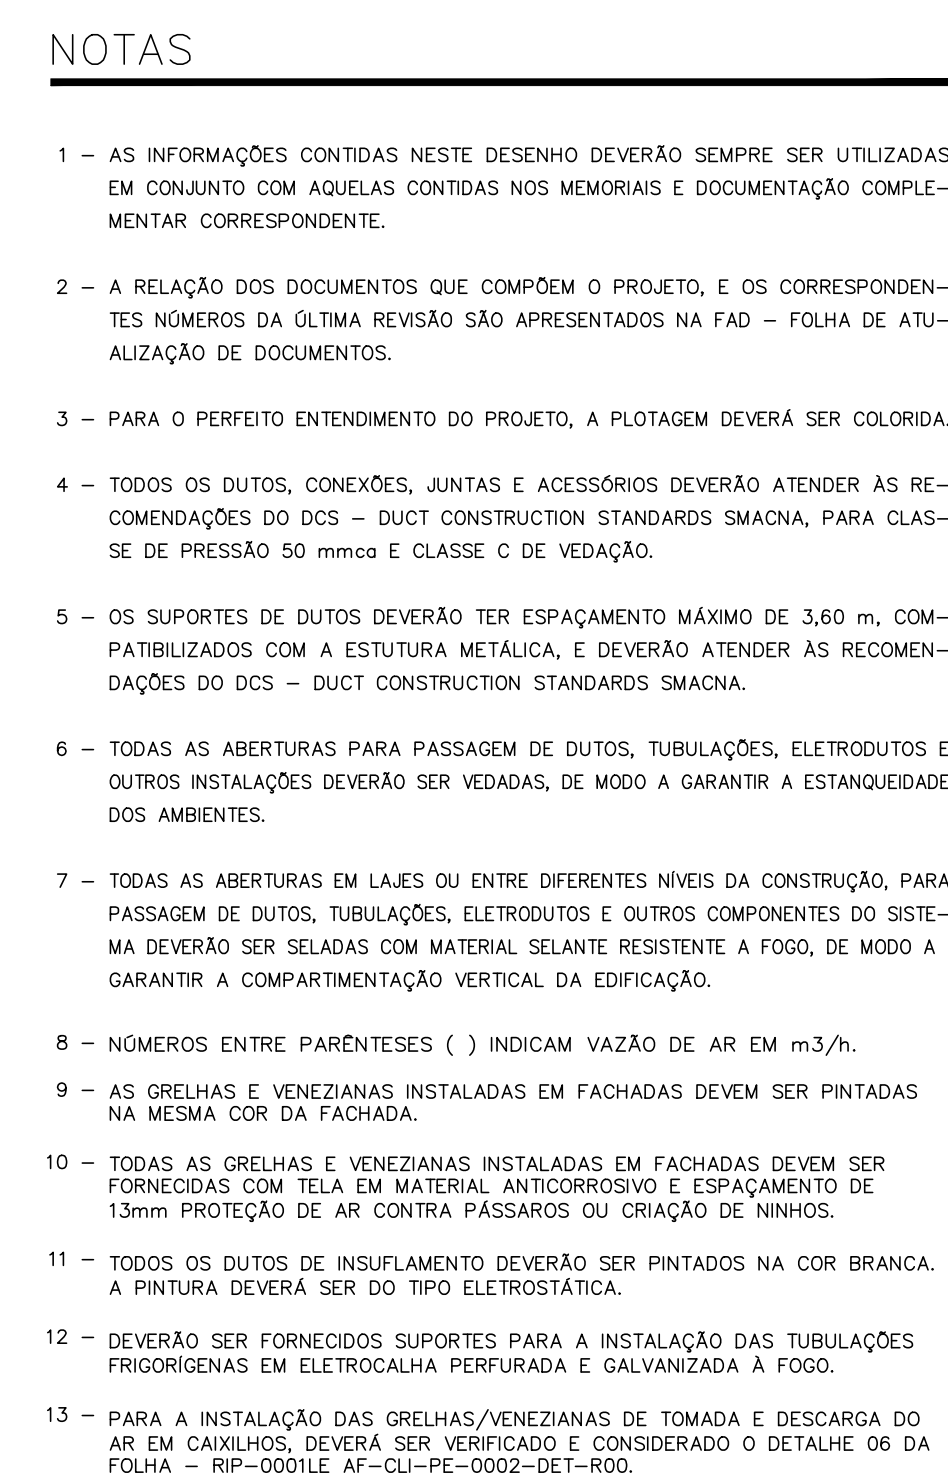 NOTAS
1 – AS INFORMAÇÕES CONTIDAS NESTE DESENHO DEVERÃO SEMPRE SER UTILIZADAS
EM CONJUNTO COM AQUELAS CONTIDAS NOS MEMORIAIS E DOCUMENTAÇÃO COMPLE–
MENTAR CORRESPONDENTE.
2 – A RELAÇÃO DOS DOCUMENTOS QUE COMPÕEM O PROJETO, E OS CORRESPONDEN–
TES NÚMEROS DA ÚLTIMA REVISÃO SÃO APRESENTADOS NA FAD – FOLHA DE ATU–
ALIZAÇÃO DE DOCUMENTOS.
3 – PARA O PERFEITO ENTENDIMENTO DO PROJETO, A PLOTAGEM DEVERÁ SER COLORIDA.
4 – TODOS OS DUTOS, CONEXÕES, JUNTAS E ACESSÓRIOS DEVERÃO ATENDER ÀS RE–
COMENDAÇÕES DO DCS – DUCT CONSTRUCTION STANDARDS SMACNA, PARA CLAS–
SE DE PRESSÃO 50 mmca E CLASSE C DE VEDAÇÃO.
5 – OS SUPORTES DE DUTOS DEVERÃO TER ESPAÇAMENTO MÁXIMO DE 3,60 m, COM–
PATIBILIZADOS COM A ESTUTURA METÁLICA, E DEVERÃO ATENDER ÀS RECOMEN–
DAÇÕES DO DCS – DUCT CONSTRUCTION STANDARDS SMACNA.
6 – TODAS AS ABERTURAS PARA PASSAGEM DE DUTOS, TUBULAÇÕES, ELETRODUTOS E
OUTROS INSTALAÇÕES DEVERÃO SER VEDADAS, DE MODO A GARANTIR A ESTANQUEIDADE
DOS AMBIENTES.
7 – TODAS AS ABERTURAS EM LAJES OU ENTRE DIFERENTES NÍVEIS DA CONSTRUÇÃO, PARA
PASSAGEM DE DUTOS, TUBULAÇÕES, ELETRODUTOS E OUTROS COMPONENTES DO SISTE–
MA DEVERÃO SER SELADAS COM MATERIAL SELANTE RESISTENTE A FOGO, DE MODO A
GARANTIR A COMPARTIMENTAÇÃO VERTICAL DA EDIFICAÇÃO.
8 – NÚMEROS ENTRE PARÊNTESES ( ) INDICAM VAZÃO DE AR EM m3/h.
9 – AS GRELHAS E VENEZIANAS INSTALADAS EM FACHADAS DEVEM SER PINTADAS
NA MESMA COR DA FACHADA.
10 – TODAS AS GRELHAS E VENEZIANAS INSTALADAS EM FACHADAS DEVEM SER
FORNECIDAS COM TELA EM MATERIAL ANTICORROSIVO E ESPAÇAMENTO DE
13mm PROTEÇÃO DE AR CONTRA PÁSSAROS OU CRIAÇÃO DE NINHOS.
11 – TODOS OS DUTOS DE INSUFLAMENTO DEVERÃO SER PINTADOS NA COR BRANCA.
A PINTURA DEVERÁ SER DO TIPO ELETROSTÁTICA.
12 – DEVERÃO SER FORNECIDOS SUPORTES PARA A INSTALAÇÃO DAS TUBULAÇÕES
FRIGORÍGENAS EM ELETROCALHA PERFURADA E GALVANIZADA À FOGO.
13 – PARA A INSTALAÇÃO DAS GRELHAS/VENEZIANAS DE TOMADA E DESCARGA DO
AR EM CAIXILHOS, DEVERÁ SER VERIFICADO E CONSIDERADO O DETALHE 06 DA
FOLHA – RIP–0001LE AF–CLI–PE–0002–DET–R00.